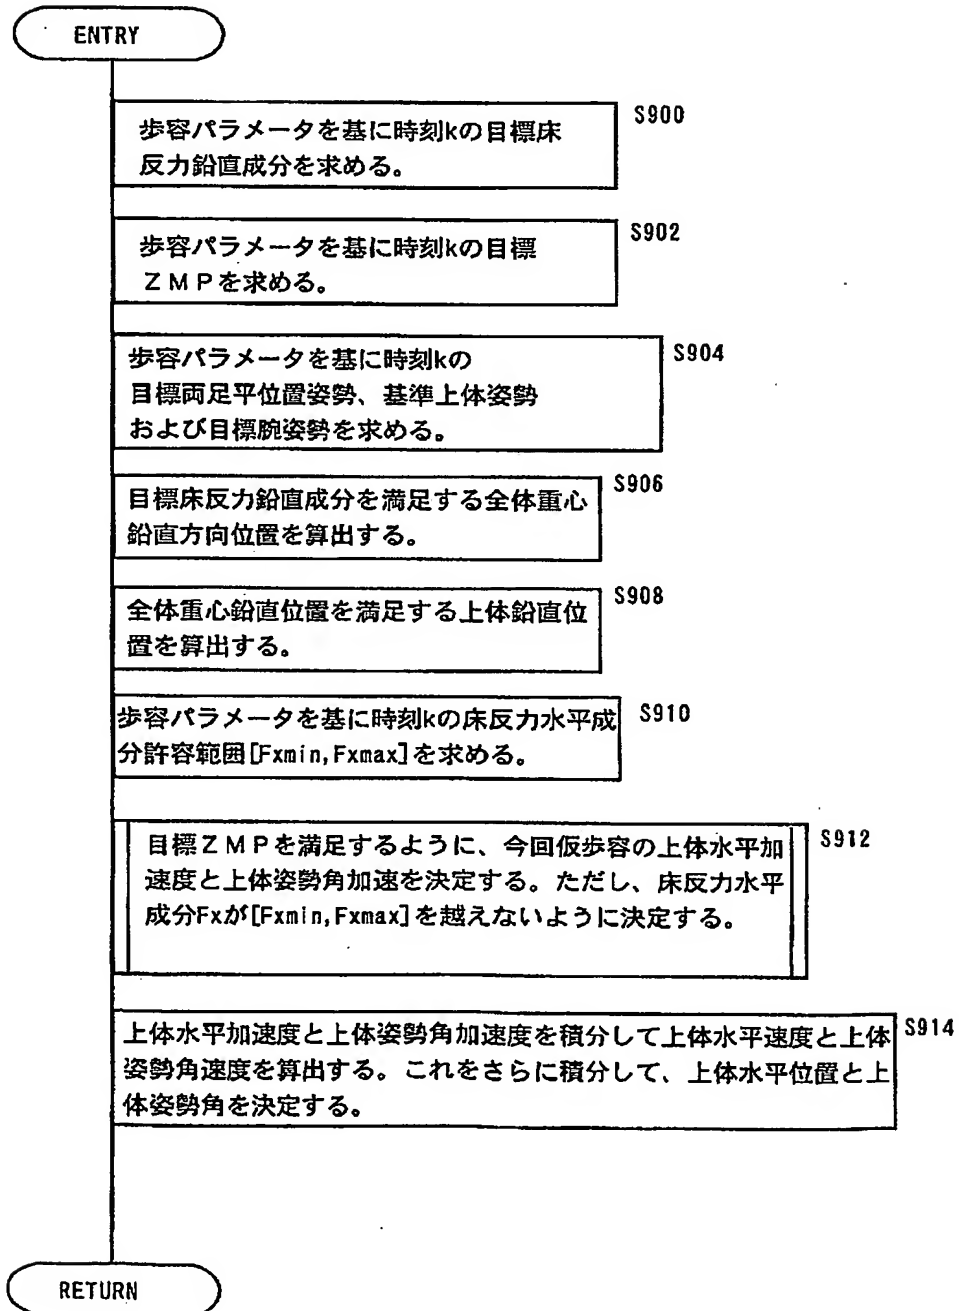 ENTRY
S900
歩容パラメータを基に時刻kの目標床
反力鉛直成分を求める。
S902
歩容パラメータを基に時刻kの目標
ZMPを求める。
S904
歩容パラメータを基に時刻kの
目標両足平位置姿勢、基準上体姿勢
および目標腕姿勢を求める。
S906
目標床反力鉛直成分を満足する全体重心
鉛直方向位置を算出する。
S908
全体重心鉛直位置を満足する上体鉛直位
置を算出する。
S910
歩容パラメータを基に時刻kの床反力水平成
分許容範囲[Fxmin,Fxmax]を求める。
S912
目標ZMPを満足するように、今回仮歩容の上体水平加
速度と上体姿勢角加速を決定する。ただし、床反力水平
成分Fxが[Fxmin,Fxmax]を越えないように決定する。
S914
上体水平加速度と上体姿勢角加速度を積分して上体水平速度と上体
姿勢角速度を算出する。これをさらに積分して、上体水平位置と上
体姿勢角を決定する。
RETURN